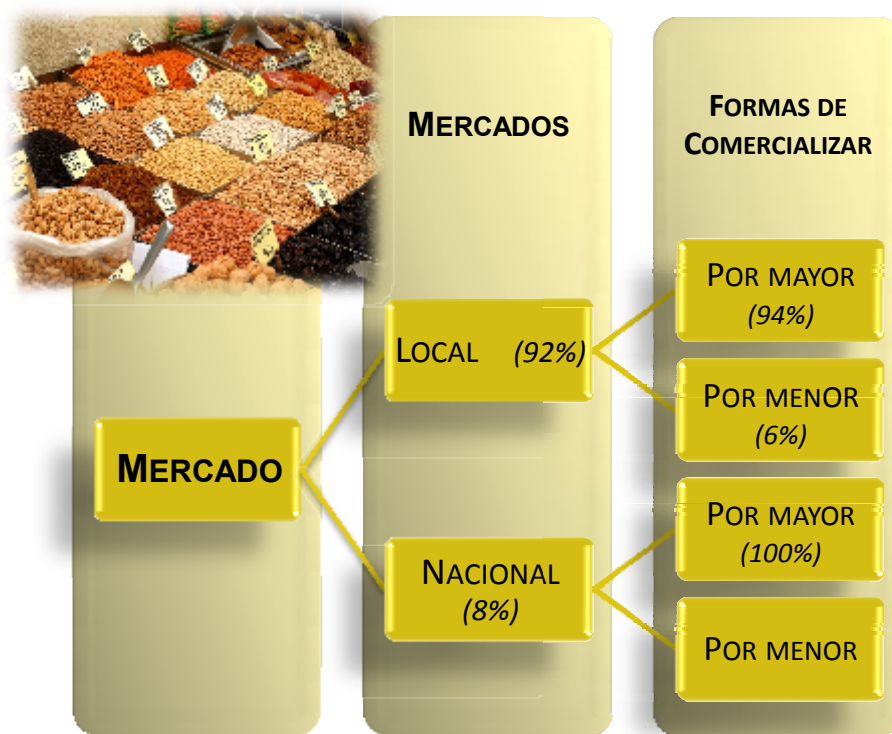 MERCADOS
FORMAS DE
COMERCIALIZAR
MERCADO
LOCAL (92%)
NACIONAL
(8%)
POR MAYOR
(94%)
POR MENOR
(6%)
POR MAYOR
(100%)
POR MENOR